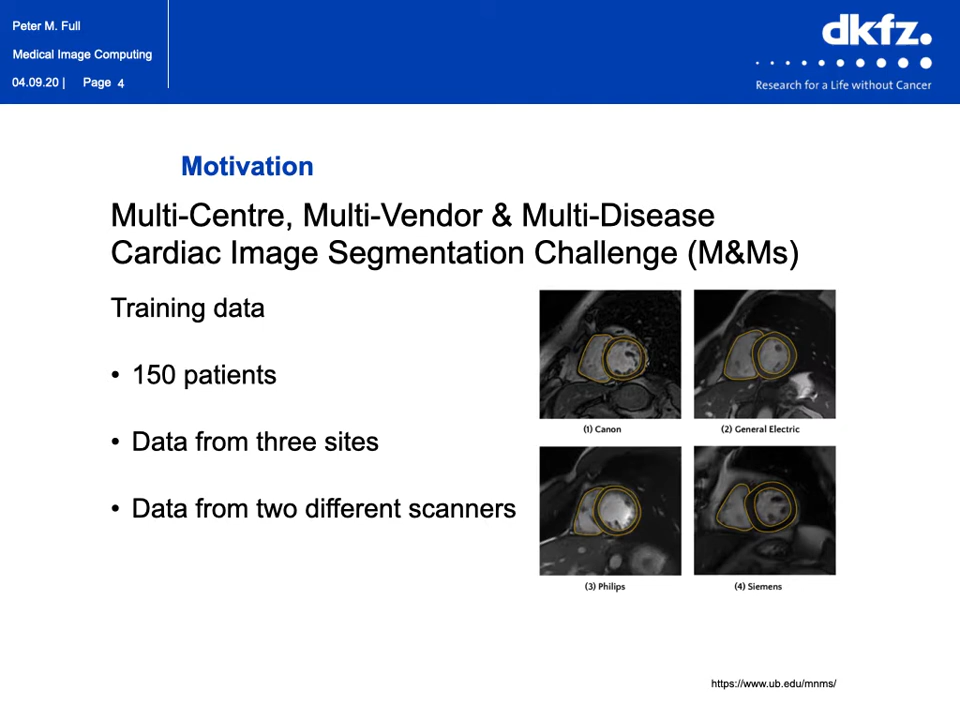 Peter M. Full
Medical Image Computing
04.09.20 | Page 4
dkfz.
Research for a Life without Cancer
Motivation
Multi-Centre, Multi-Vendor & Multi-Disease
Cardiac Image Segmentation Challenge (M&Ms)
Training data
• 150 patients
• Data from three sites
• Data from two different scanners
(1) Canon
(2) General Electric
(3) Philips
(4) Siemens
https://www.ub.edu/mnms/